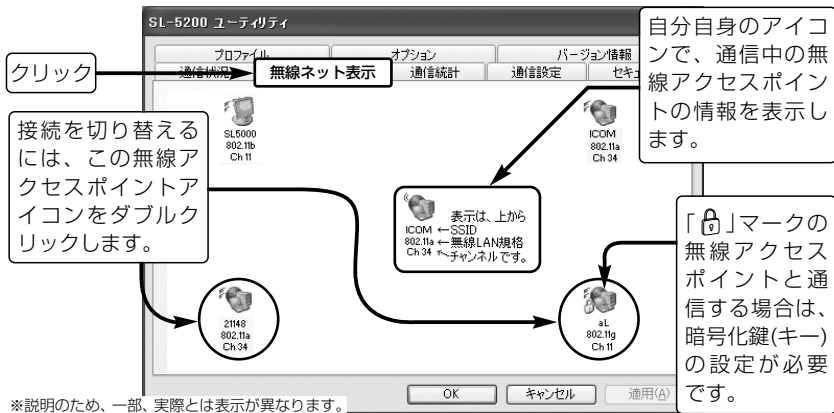 SL-5200 ユーティリティ
プロファイル
オプション
バージョン情報
通信状況
無線ネット表示
通信統計
通信設定
セキュ
クリック
接続を切り替える
には、この無線ア
クセスポイントア
イコンをダブルク
リックします。
自分自身のアイコ
ンで、通信中の無
線アクセスポイン
トの情報を表示し
ます。
SL5000
802.11b
Ch 11
ICOM
802.11a
Ch 34
表示は、上から
ICOM ←SSID
802.11a ←無線LAN規格
Ch 34 ←チャンネルです。
「」マークの
無線アクセス
ポイントと通
信する場合は、
暗号化鍵(キー)
の設定が必要
です。
21148
802.11a
Ch 34
aL
802.11g
Ch 11
OK
キャンセル
適用(A)
※説明のため、一部、実際とは表示が異なります。